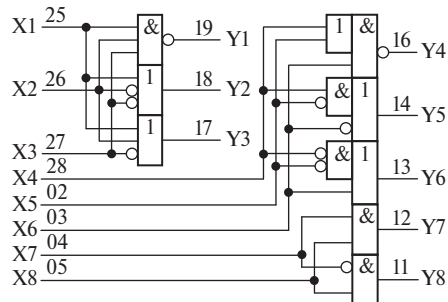 X1 25 & 19 Y1 1 & 16 Y4
X2 26 1 18 Y2 & 1 14 Y5
X3 27 1 17 Y3
X4 28 & 1 13 Y6
X5 02
X6 03 & 12 Y7
X7 04
X8 05 & 11 Y8